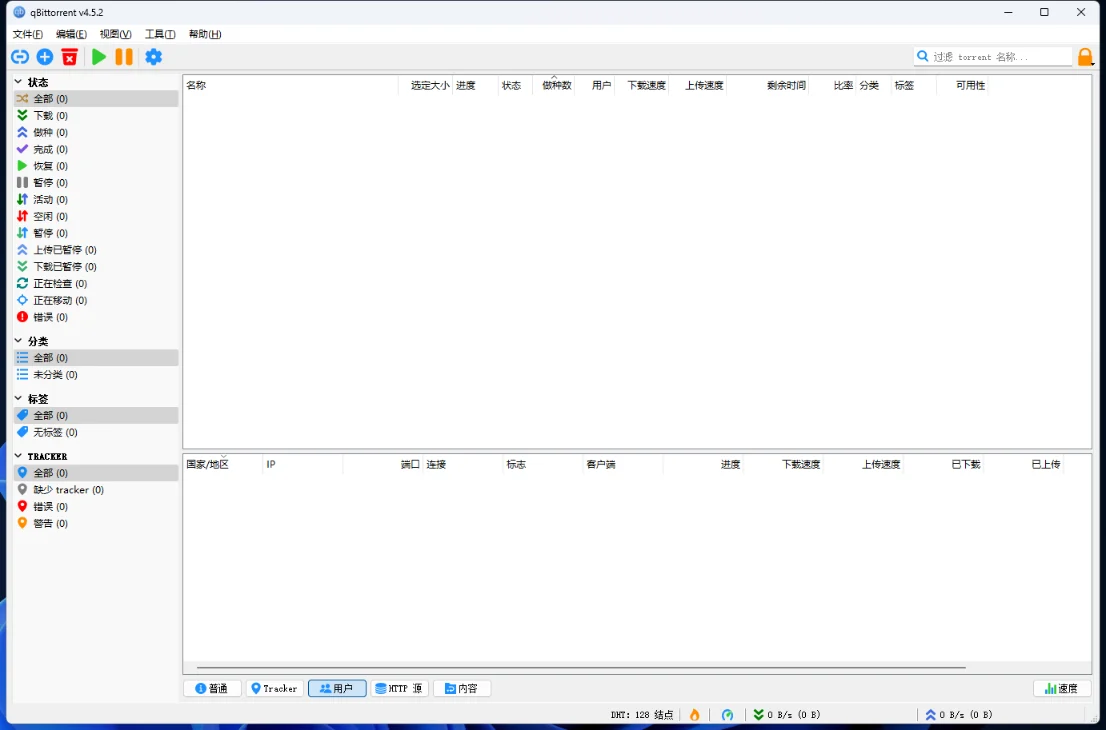 qBittorrent v4.5.2
文件(F) 编辑(E) 视图(V) 工具(T) 帮助(H)
过滤 torrent 名称...
状态
全部 (0)
下载 (0)
做种 (0)
完成 (0)
恢复 (0)
暂停 (0)
活动 (0)
空闲 (0)
暂停 (0)
上传已暂停 (0)
下载已暂停 (0)
正在检查 (0)
正在移动 (0)
错误 (0)
分类
全部 (0)
未分类 (0)
标签
全部 (0)
无标签 (0)
TRACKER
全部 (0)
缺少 tracker (0)
错误 (0)
警告 (0)
名称 选定大小 进度 状态 做种数 用户 下载速度 上传速度 剩余时间 比率 分类 标签 可用性
国家/地区 IP 端口 连接 标志 客户端 进度 下载速度 上传速度 已下载 已上传
普通 Tracker 用户 HTTP 源 内容 速度
DHT: 128 结点 0 B/s (0 B) 0 B/s (0 B)